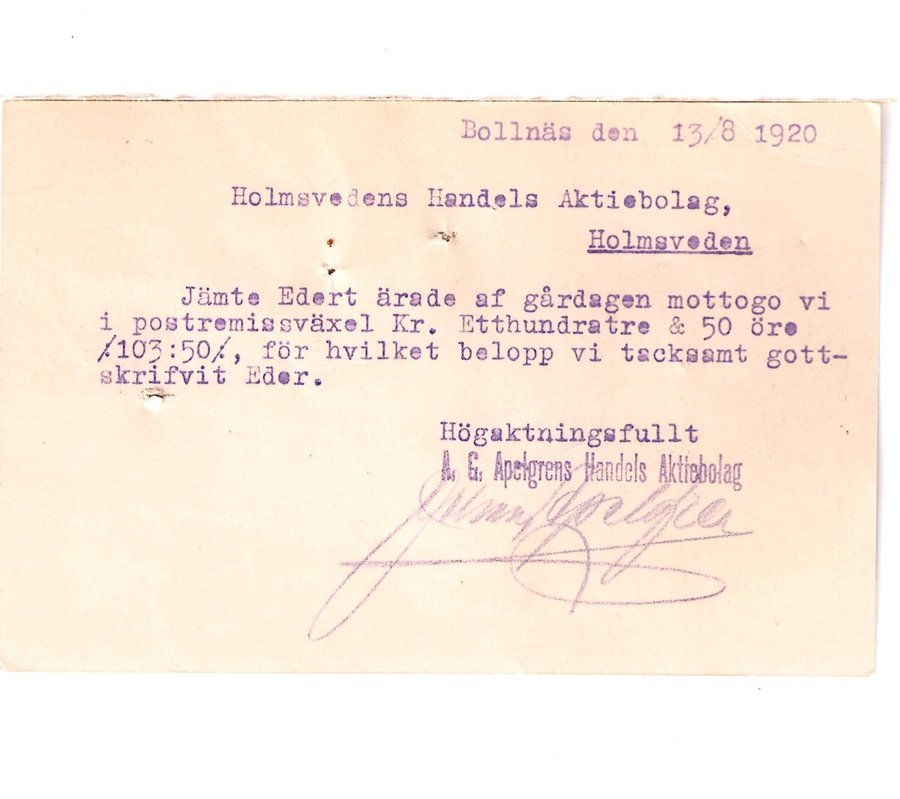 Bollnäs den 13/8 1920
Holmsvedens Handels Aktiebolag,
Holmsveden
Jämte Edert ärade af gårdagen mottogo vi
i postremissväxel Kr. Etthundratre & 50 öre
/.103:50/., för hvilket belopp vi tacksamt gott-
skrifvit Eder.
Högaktningsfullt
A. G. Apelgrens Handels Aktiebolag
Apelgren